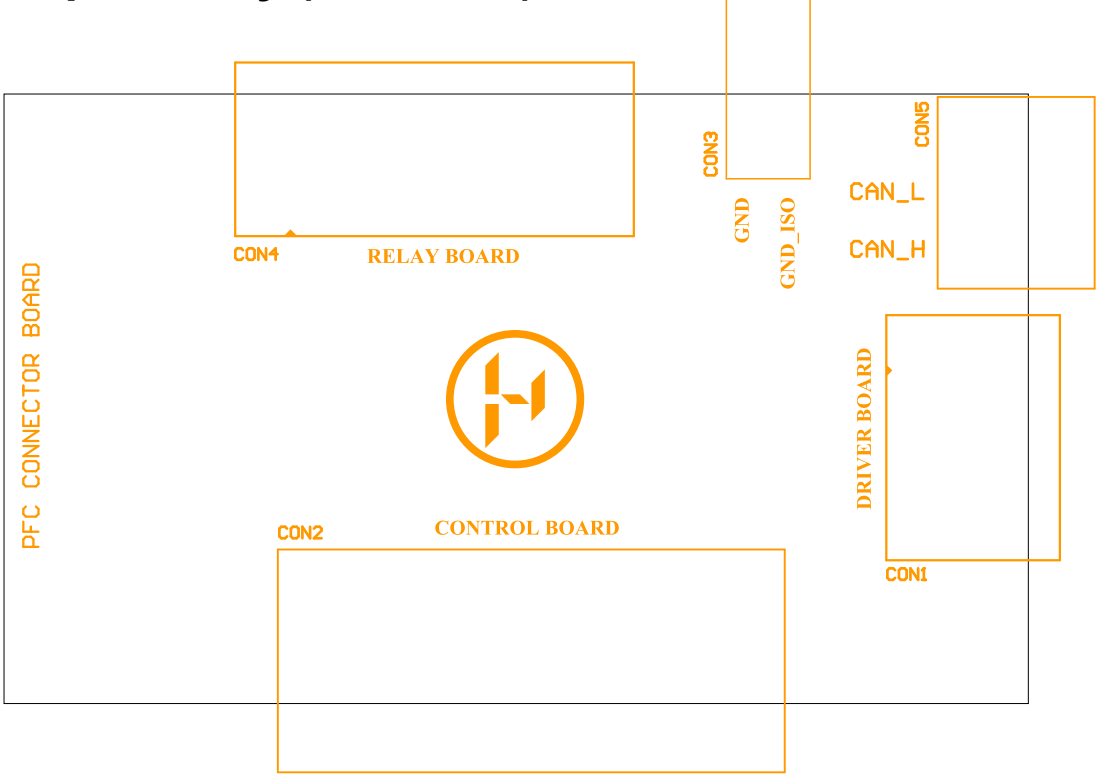 CON5
CON3
CAN_L
GND
GND_ISO
CAN_H
CON4
RELAY BOARD
PFC CONNECTOR BOARD
DRIVER BOARD
CON2
CONTROL BOARD
CON1